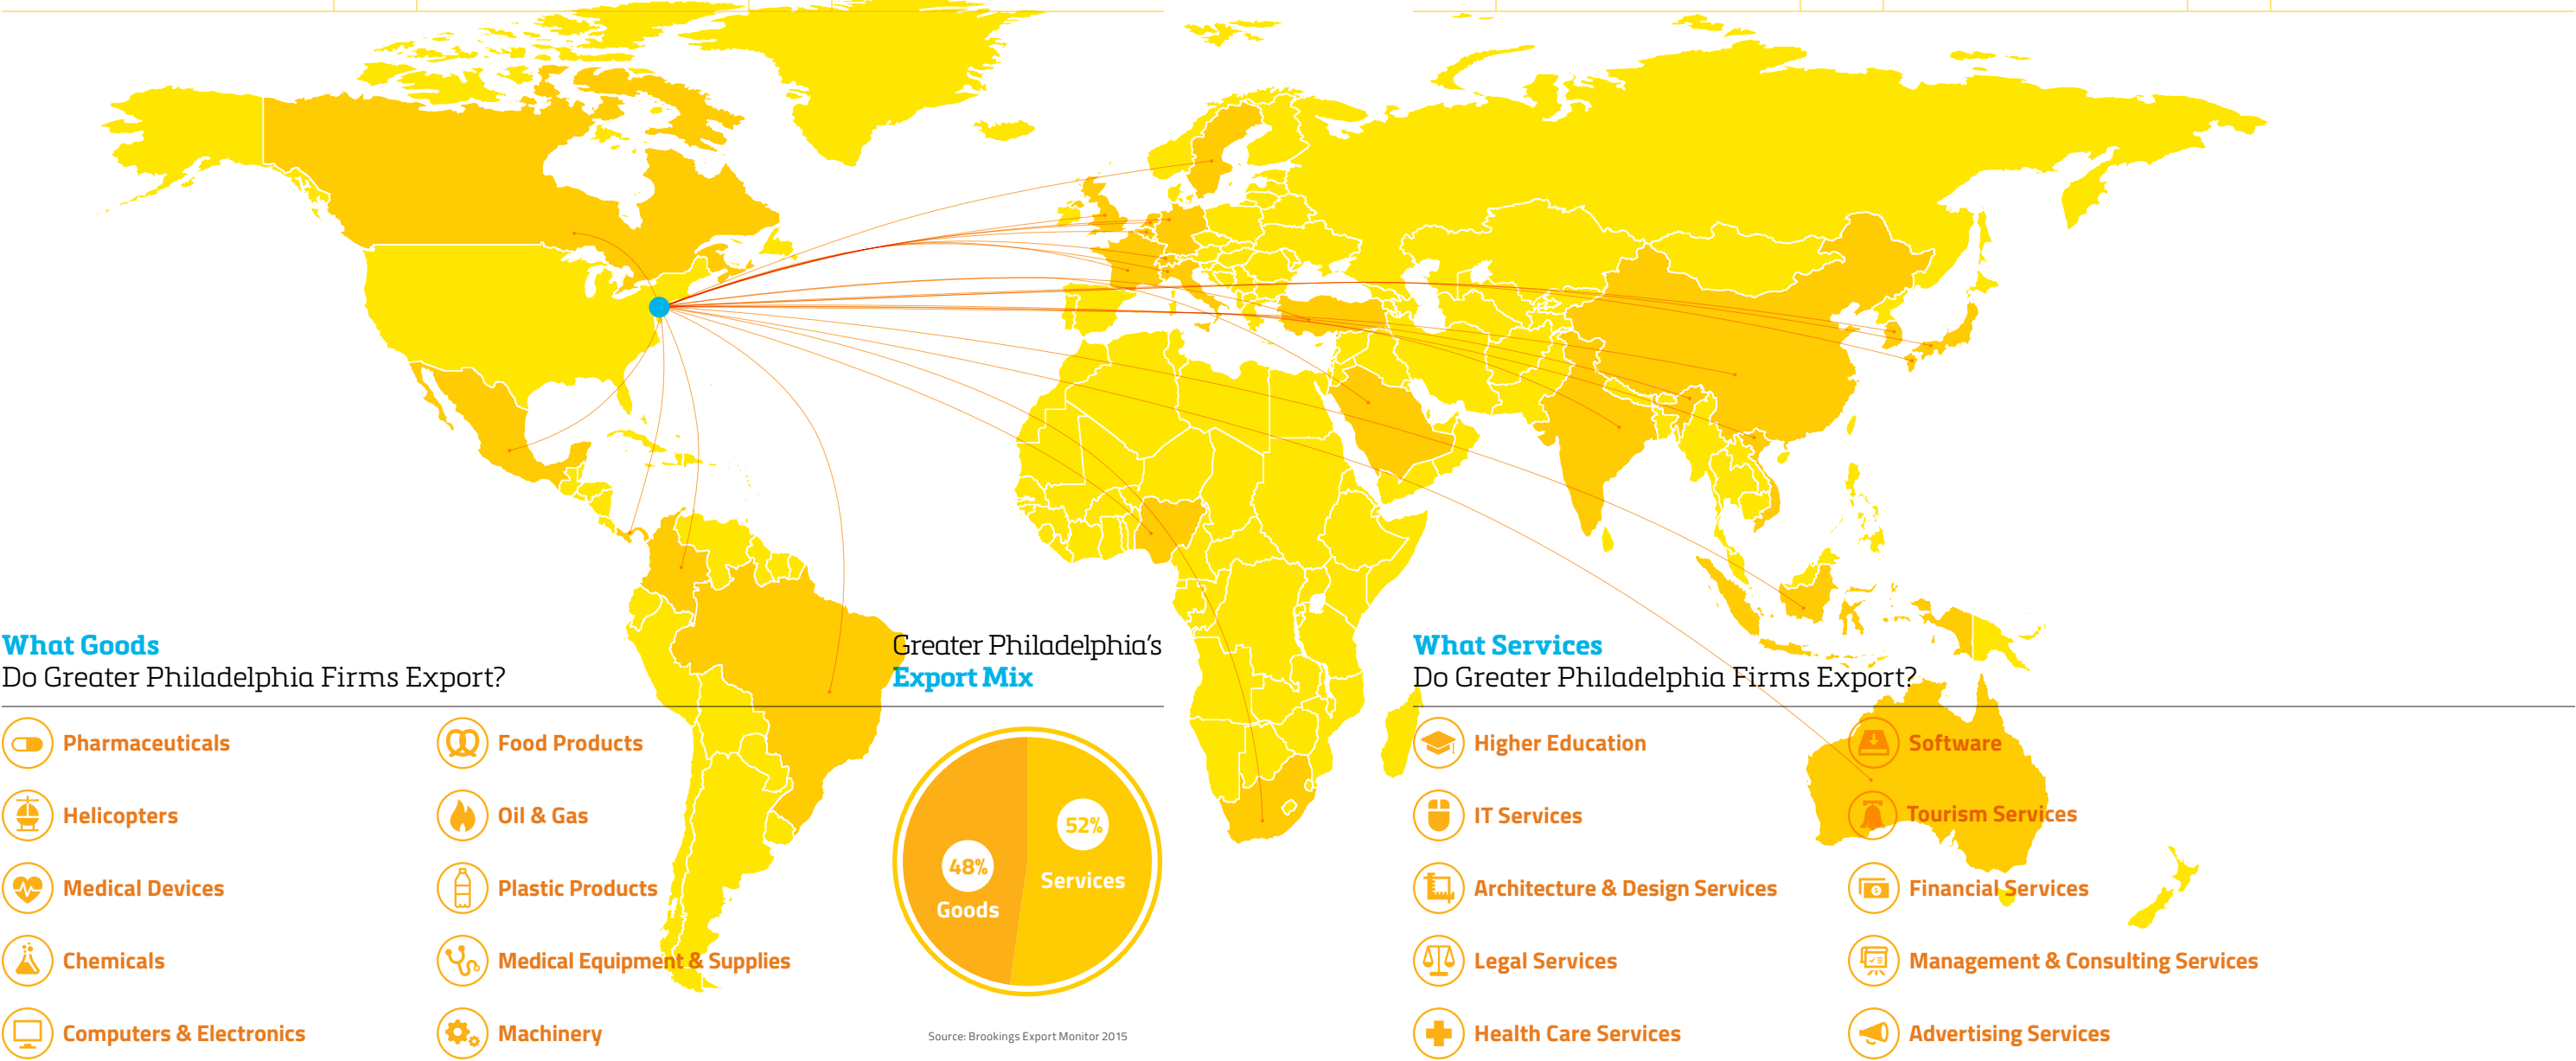 What Goods
Do Greater Philadelphia Firms Export?
Pharmaceuticals
Helicopters
Medical Devices
Chemicals
Computers & Electronics
Food Products
Oil & Gas
Plastic Products
Medical Equipment & Supplies
Machinery
Greater Philadelphia's
Export Mix
52%
Services
48%
Goods
Source: Brookings Export Monitor 2015
What Services
Do Greater Philadelphia Firms Export?
Higher Education
IT Services
Architecture & Design Services
Legal Services
Health Care Services
Software
Tourism Services
Financial Services
Management & Consulting Services
Advertising Services